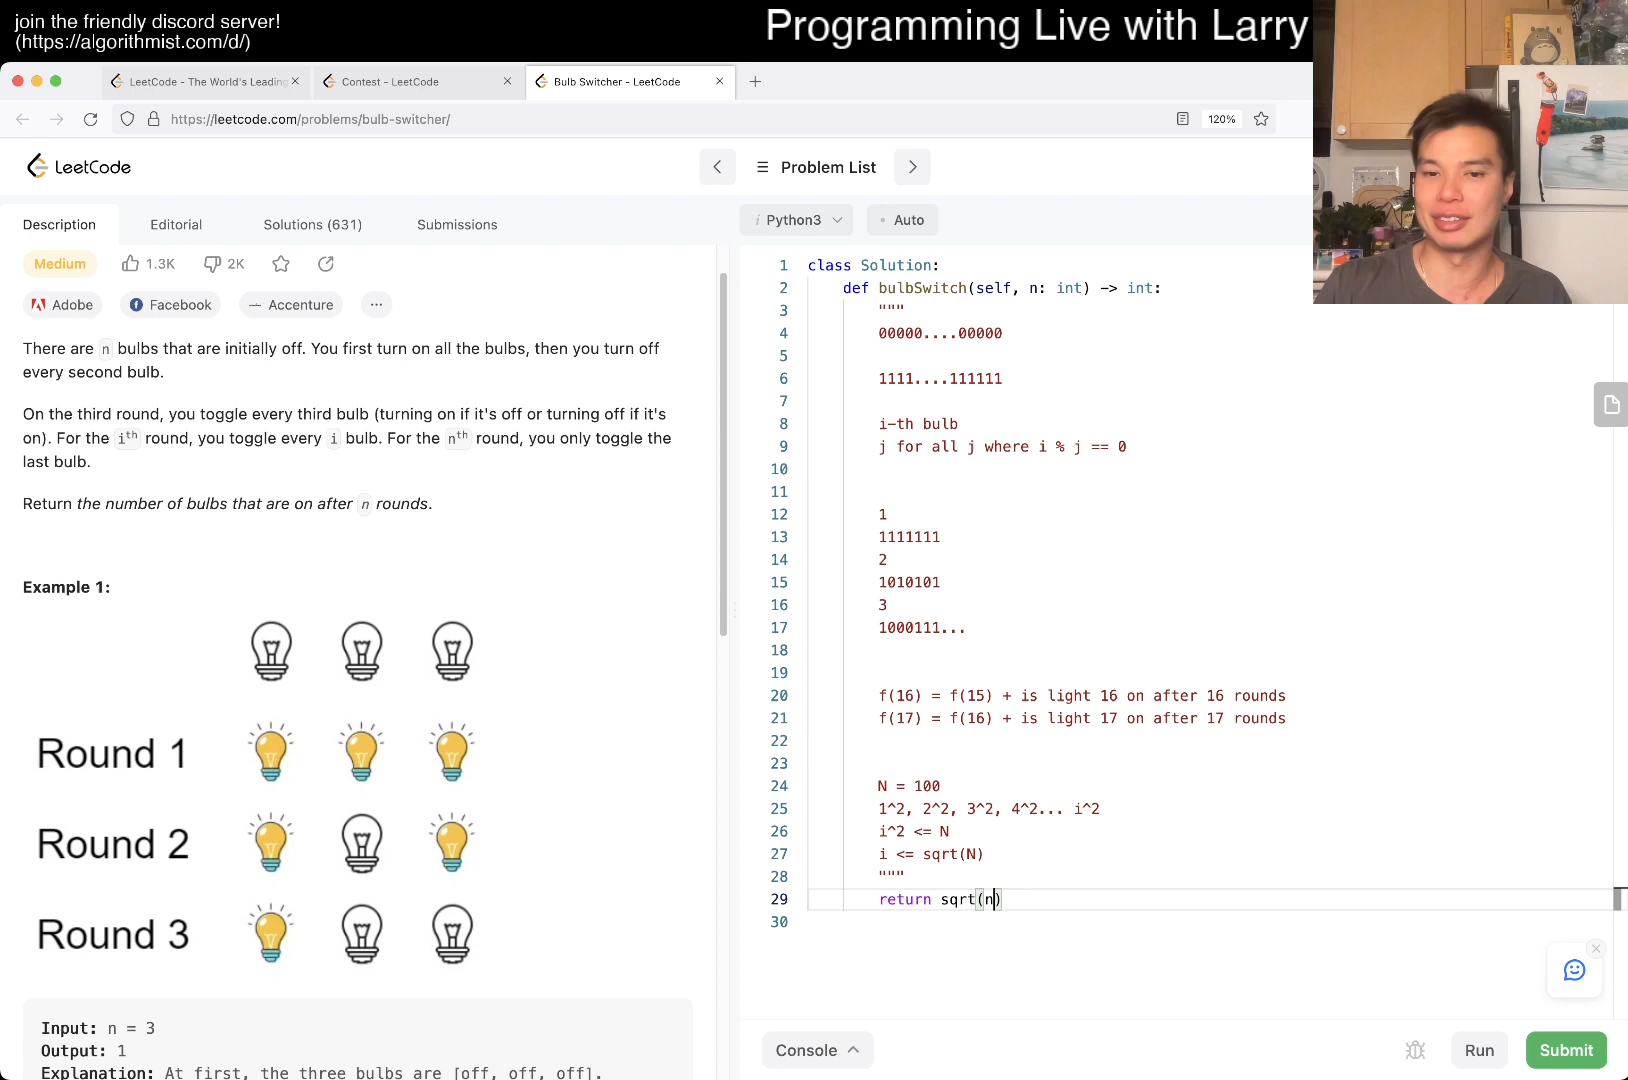 join the friendly discord server!
(https://algorithmist.com/d/)
Programming Live with Larry
LeetCode - The World's Leading
Contest - LeetCode
Bulb Switcher - LeetCode
https://leetcode.com/problems/bulb-switcher/
120%
LeetCode
Problem List
Description
Editorial
Solutions (631)
Submissions
i Python3
Auto
Medium
1.3K
2K
Adobe
Facebook
Accenture
There are n bulbs that are initially off. You first turn on all the bulbs, then you turn off
every second bulb.
On the third round, you toggle every third bulb (turning on if it's off or turning off if it's
on). For the ith round, you toggle every i bulb. For the nth round, you only toggle the
last bulb.
Return the number of bulbs that are on after n rounds.
Example 1:
Round 1
Round 2
Round 3
Input: n = 3
Output: 1
Explanation: At first, the three bulbs are [off, off, off].
1 class Solution:
2 def bulbSwitch(self, n: int) -> int:
3 """
4 00000....00000
5
6 1111....111111
7
8 i-th bulb
9 j for all j where i % j == 0
10
11
12 1
13 1111111
14 2
15 1010101
16 3
17 1000111...
18
19
20 f(16) = f(15) + is light 16 on after 16 rounds
21 f(17) = f(16) + is light 17 on after 17 rounds
22
23
24 N = 100
25 1^2, 2^2, 3^2, 4^2... i^2
26 i^2 <= N
27 i <= sqrt(N)
28 """
29 return sqrt(n)
30
Console
Run
Submit